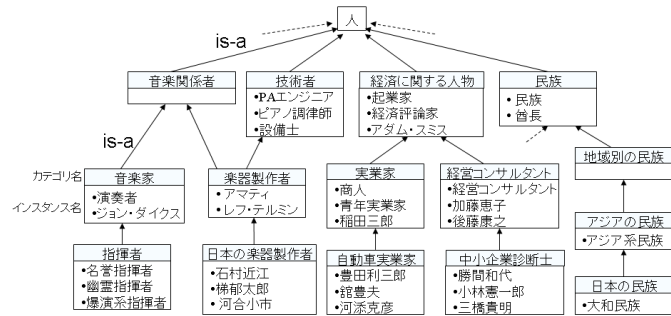 人
is-a
音楽関係者
技術者
•PAエンジニア
•ピアノ調律師
•設備士
経済に関する人物
•起業家
•経済評論家
•アダム・スミス
民族
•民族
•酋長
is-a
カテゴリ名
インスタンス名
音楽家
•演奏者
•ジョン・ダイクス
楽器製作者
•アマティ
•レフ・テルミン
実業家
•商人
•青年実業家
•稲田三郎
経営コンサルタント
•経営コンサルタント
•加藤恵子
•後藤康之
地域別の民族
アジアの民族
•アジア系民族
指揮者
•名誉指揮者
•幽霊指揮者
•爆演系指揮者
日本の楽器製作者
•石村近江
•梯郁太郎
•河合小市
自動車実業家
•豊田利三郎
•舘豊夫
•河添克彦
中小企業診断士
•勝間和代
•小林憲一郎
•三橋貴明
日本の民族
•大和民族